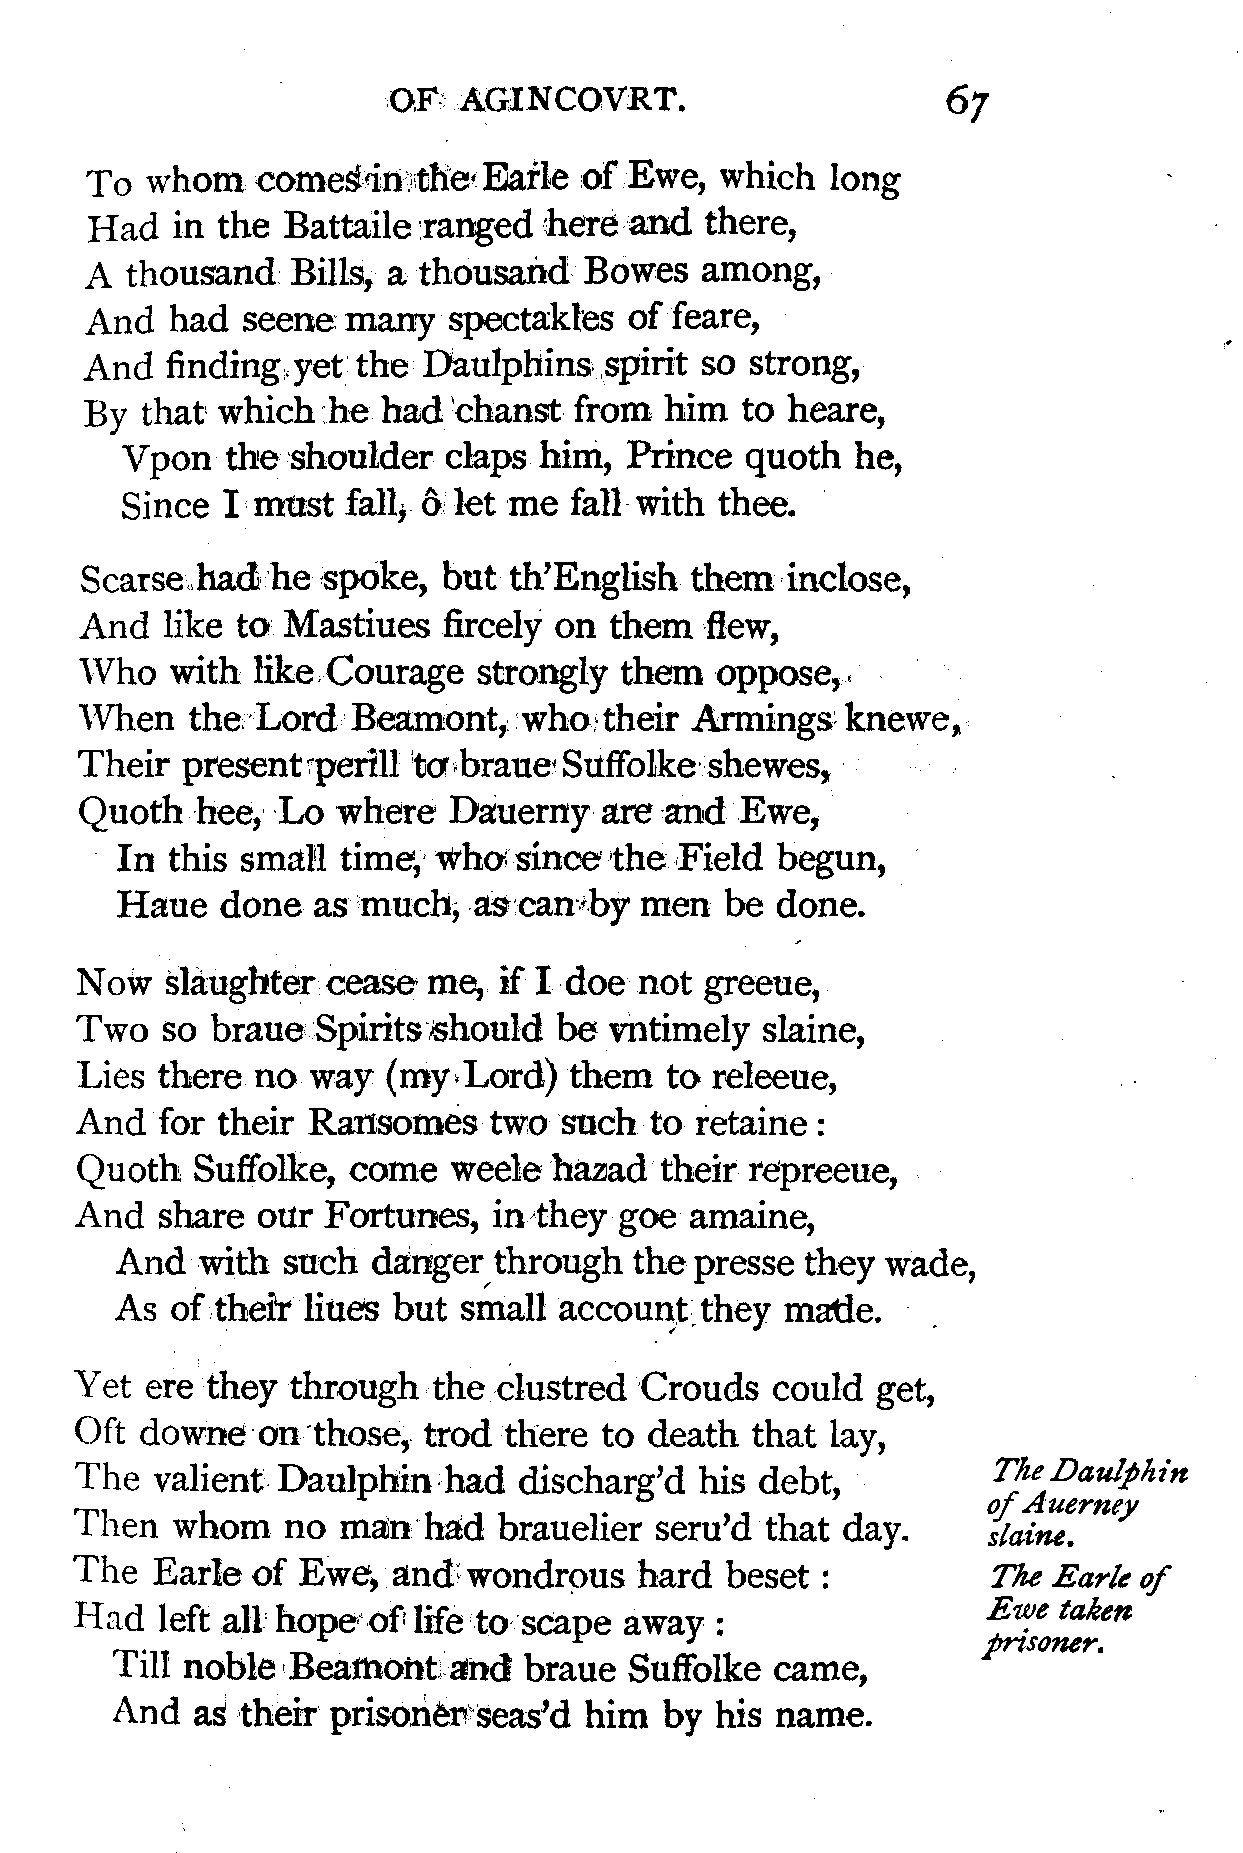 OF AGINCOVRT. 67
To whom comes in the Earle of Ewe, which long
Had in the Battaile ranged here and there,
A thousand Bills, a thousand Bowes among,
And had seene many spectakles of feare,
And finding yet the Daulphins spirit so strong,
By that which he had chanst from him to heare,
Vpon the shoulder claps him, Prince quoth he,
Since I must fall, ô let me fall with thee.
Scarse had he spoke, but th'English them inclose,
And like to Mastiues fircely on them flew,
Who with like Courage strongly them oppose,
When the Lord Beamont, who their Armings knewe,
Their present perill to braue Suffolke shewes,
Quoth hee, Lo where Dauerny are and Ewe,
In this small time, who since the Field begun,
Haue done as much, as can by men be done.
Now slaughter cease me, if I doe not greeue,
Two so braue Spirits should be vntimely slaine,
Lies there no way (my Lord) them to releeue,
And for their Ransomes two such to retaine :
Quoth Suffolke, come weele hazad their repreeue,
And share our Fortunes, in they goe amaine,
And with such danger through the presse they wade,
As of their liues but small account they made.
Yet ere they through the clustred Crouds could get,
Oft downe on those, trod there to death that lay,
The valient Daulphin had discharg'd his debt,
Then whom no man had brauelier seru'd that day.
The Daulphin
of Auerney
slaine.
The Earle of Ewe, and wondrous hard beset :
Had left all hope of life to scape away :
Till noble Beamont and braue Suffolke came,
And as their prisoner seas'd him by his name.
The Earle of
Ewe taken
prisoner.